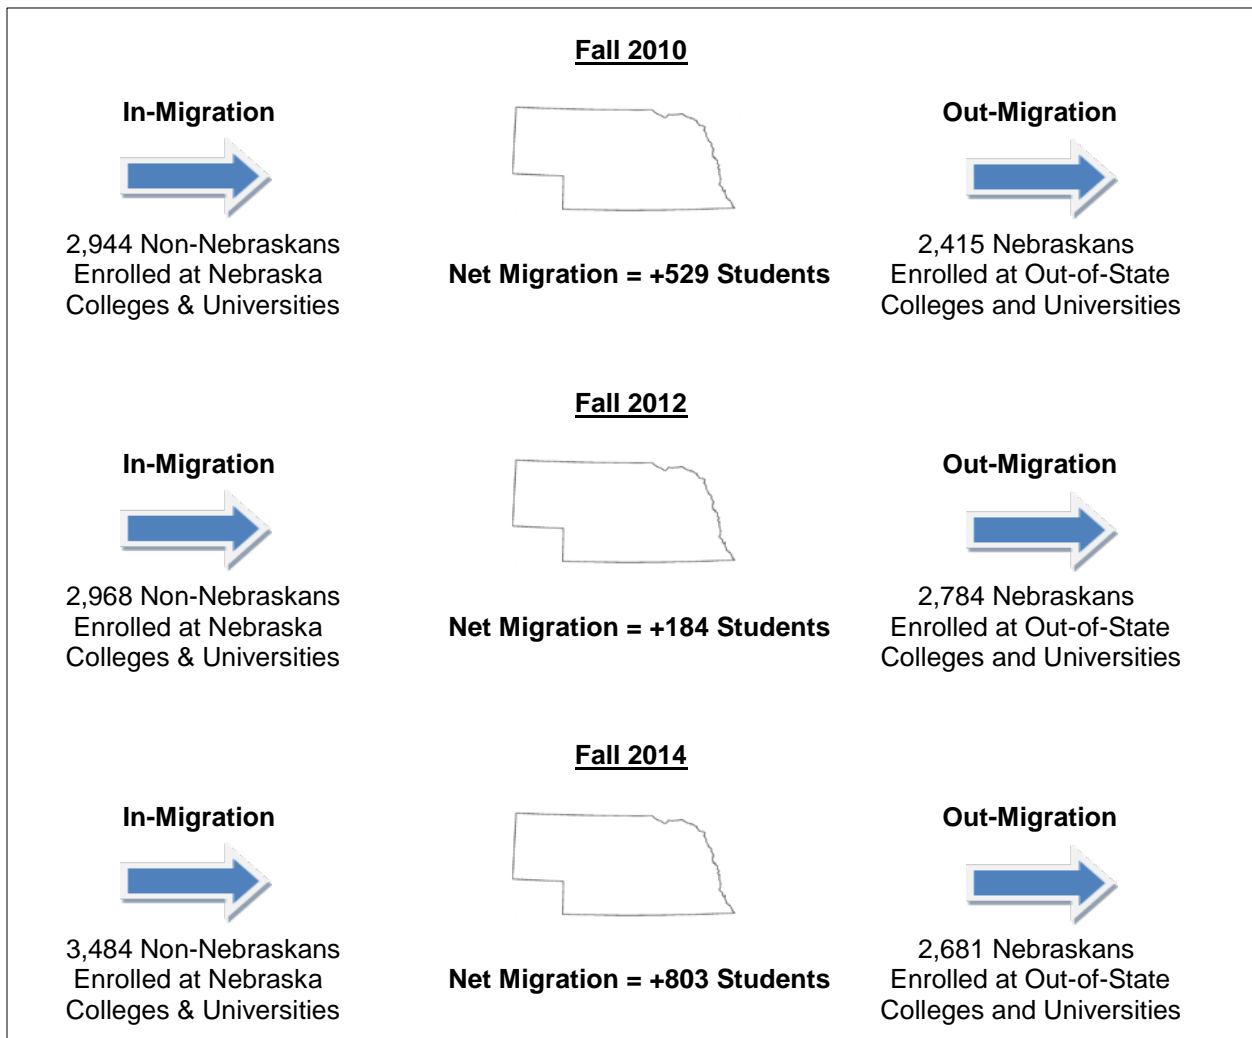 Fall 2010
In-Migration
2,944 Non-Nebraskans
Enrolled at Nebraska
Colleges & Universities
Net Migration = +529 Students
Out-Migration
2,415 Nebraskans
Enrolled at Out-of-State
Colleges and Universities
Fall 2012
In-Migration
2,968 Non-Nebraskans
Enrolled at Nebraska
Colleges & Universities
Net Migration = +184 Students
Out-Migration
2,784 Nebraskans
Enrolled at Out-of-State
Colleges and Universities
Fall 2014
In-Migration
3,484 Non-Nebraskans
Enrolled at Nebraska
Colleges & Universities
Net Migration = +803 Students
Out-Migration
2,681 Nebraskans
Enrolled at Out-of-State
Colleges and Universities